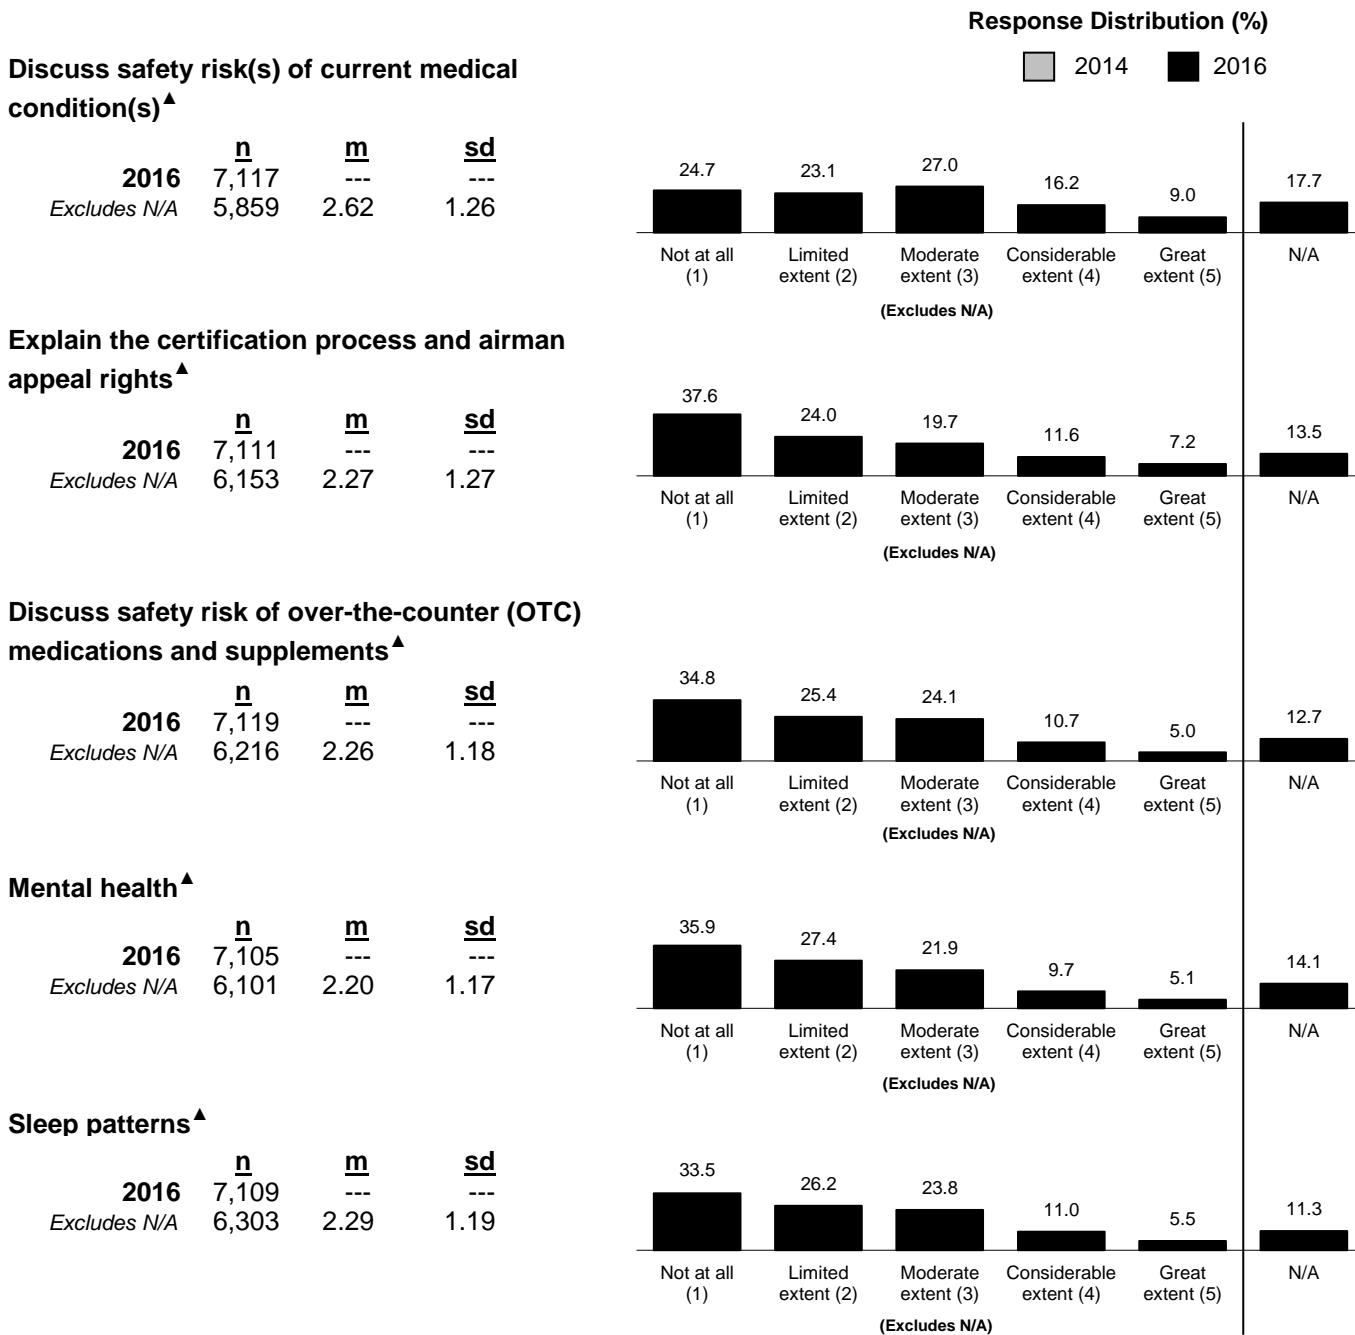 Response Distribution (%)
2014 2016
Discuss safety risk(s) of current medical
condition(s)▲
n m sd
2016 7,117 --- ---
Excludes N/A 5,859 2.62 1.26
24.7 23.1 27.0 16.2 9.0 17.7
Not at all Limited Moderate Considerable Great N/A
(1) extent (2) extent (3) extent (4) extent (5)
(Excludes N/A)
Explain the certification process and airman
appeal rights▲
n m sd
2016 7,111 --- ---
Excludes N/A 6,153 2.27 1.27
37.6 24.0 19.7 11.6 7.2 13.5
Not at all Limited Moderate Considerable Great N/A
(1) extent (2) extent (3) extent (4) extent (5)
(Excludes N/A)
Discuss safety risk of over-the-counter (OTC)
medications and supplements▲
n m sd
2016 7,119 --- ---
Excludes N/A 6,216 2.26 1.18
34.8 25.4 24.1 10.7 5.0 12.7
Not at all Limited Moderate Considerable Great N/A
(1) extent (2) extent (3) extent (4) extent (5)
(Excludes N/A)
Mental health▲
n m sd
2016 7,105 --- ---
Excludes N/A 6,101 2.20 1.17
35.9 27.4 21.9 9.7 5.1 14.1
Not at all Limited Moderate Considerable Great N/A
(1) extent (2) extent (3) extent (4) extent (5)
(Excludes N/A)
Sleep patterns▲
n m sd
2016 7,109 --- ---
Excludes N/A 6,303 2.29 1.19
33.5 26.2 23.8 11.0 5.5 11.3
Not at all Limited Moderate Considerable Great N/A
(1) extent (2) extent (3) extent (4) extent (5)
(Excludes N/A)